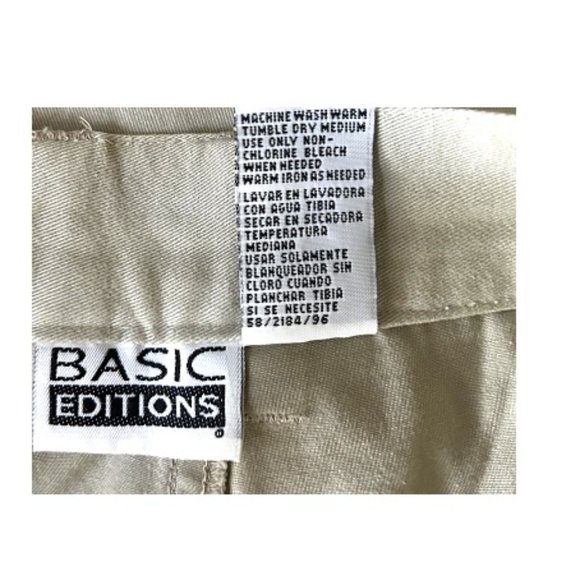 MACHINE WASH WARM
TUMBLE DRY MEDIUM
USE ONLY NON-
CHLORINE BLEACH
WHEN NEEDED
WARM IRON AS NEEDED
LAVAR EN LAVADORA
CON AGUA TIBIA
SECAR EN SECADORA
TEMPERATURA
MEDIANA
USAR SOLAMENTE
BLANQUEADOR SIN
CLORO CUANDO
PLANCHAR TIBIA
SI SE NECESITE
58/2184/96
BASIC
EDITIONS®